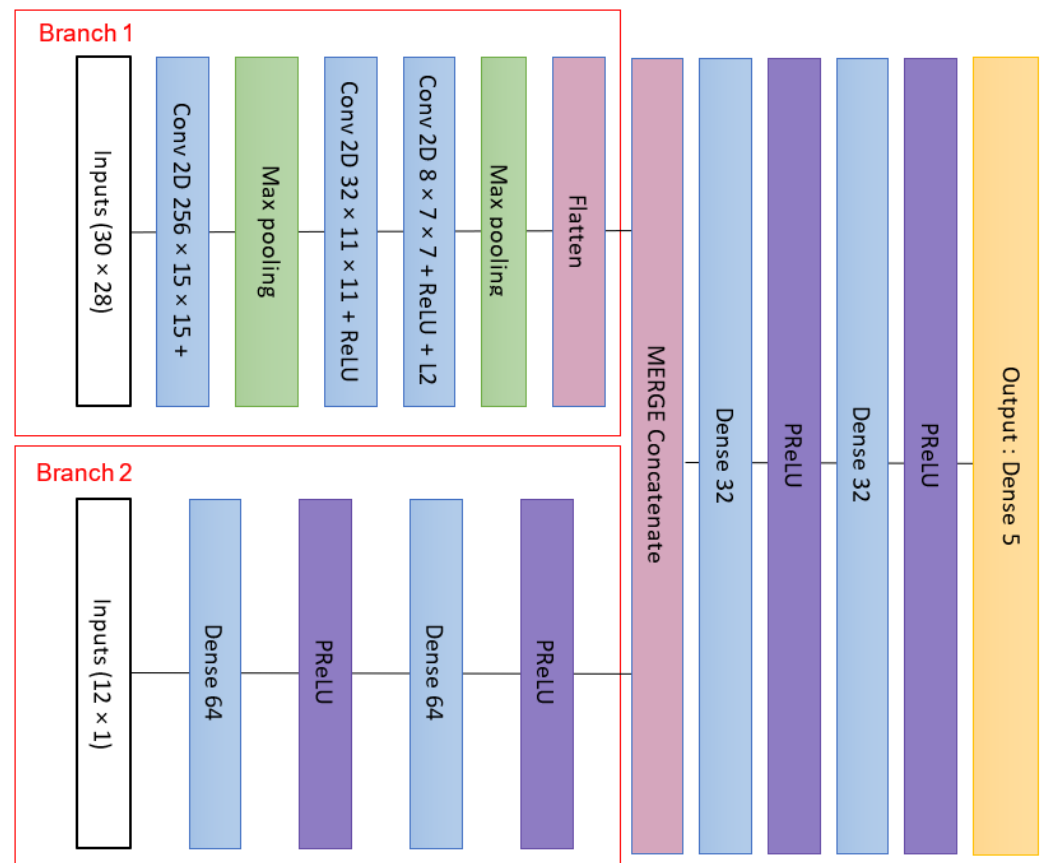 Branch 1
Inputs (30 × 28)
Conv 2D 256 × 15 × 15 +
Max pooling
Conv 2D 32 × 11 × 11 + ReLU
Conv 2D 8 × 7 × 7 + ReLU + L2
Max pooling
Flatten
Branch 2
Inputs (12 × 1)
Dense 64
PReLU
Dense 64
PReLU
MERGE Concatenate
Dense 32
PReLU
Dense 32
PReLU
Output : Dense 5